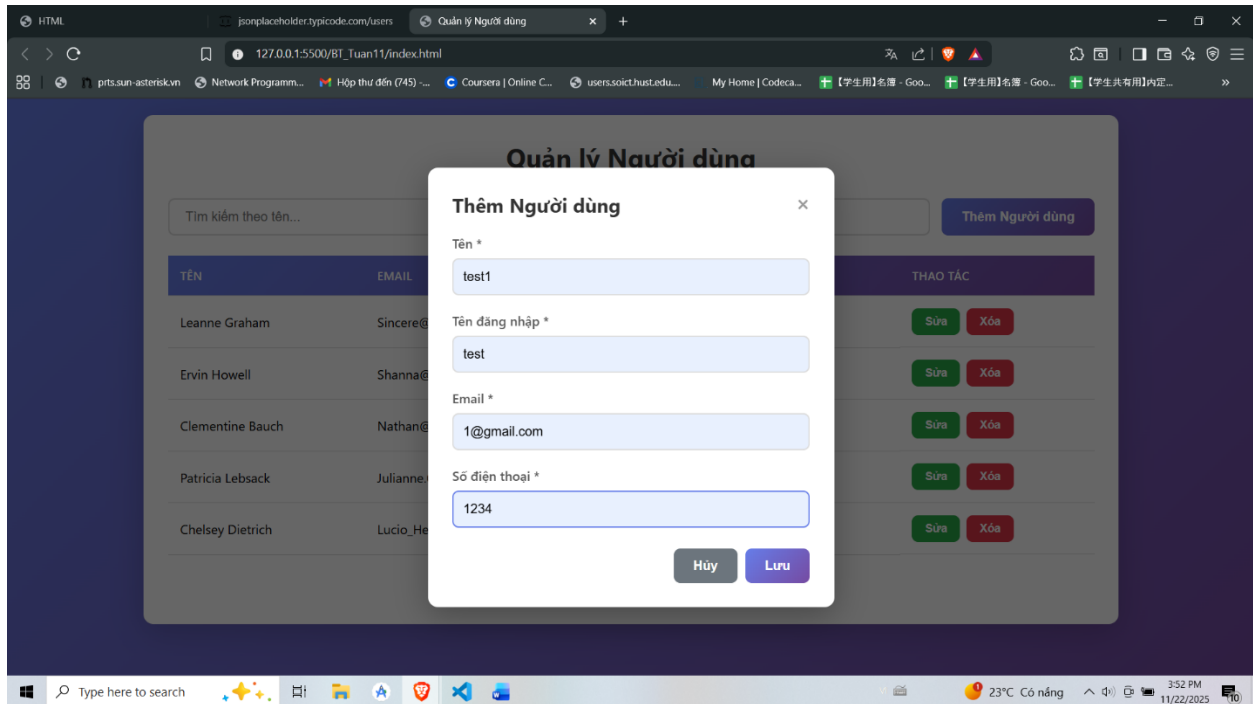 HTML
jsonplaceholder.typicode.com/users
Quản lý Người dùng
127.0.0.1:5500/BT_Tuan11/index.html
prts.sun-asterisk.vn
Network Programm...
Hộp thư đến (745) -...
Coursera | Online C...
users.soict.hust.edu....
My Home | Codeca...
【学生用】名簿 - Goo...
【学生用】名簿 - Goo...
【学生共有用】内定...
Quản lý Người dùng
Tìm kiếm theo tên...
Thêm Người dùng
TÊN
EMAIL
THAO TÁC
Leanne Graham
Sincere@
Sửa
Xóa
Ervin Howell
Shanna@
Sửa
Xóa
Clementine Bauch
Nathan@
Sửa
Xóa
Patricia Lebsack
Julianne.
Sửa
Xóa
Chelsey Dietrich
Lucio_He
Sửa
Xóa
Thêm Người dùng
Tên *
test1
Tên đăng nhập *
test
Email *
1@gmail.com
Số điện thoại *
1234
Hủy
Lưu
Type here to search
23°C Có nắng
3:52 PM
11/22/2025
10